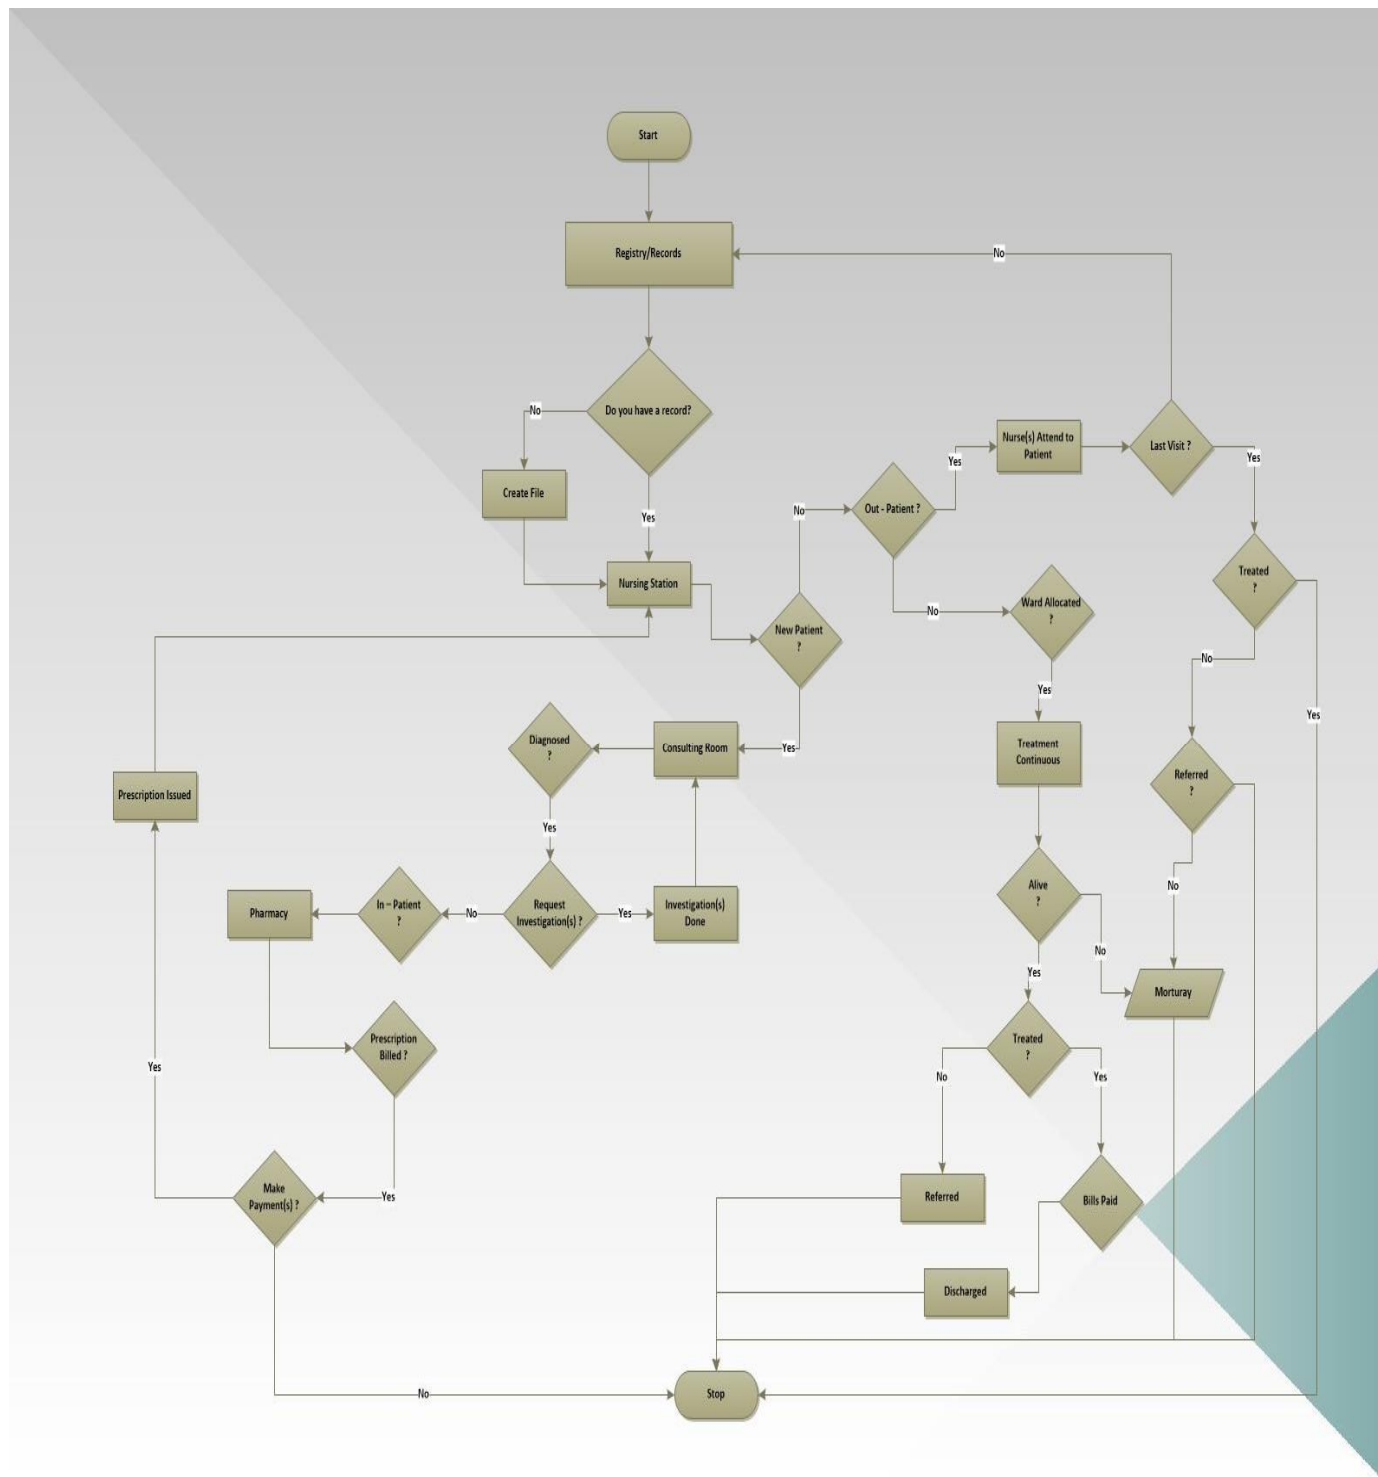 Start
Registry/Records
No
Do you have a record?
No
Create File
Yes
Nursing Station
No
Out - Patient ?
Yes
Nurse(s) Attend to
Patient
Last Visit ?
Yes
Treated
?
No
Yes
Ward Allocated
?
No
New Patient
?
Yes
Yes
Consulting Room
Diagnosed
?
Treatment
Continuous
Referred
?
Prescription Issued
Yes
Alive
?
No
Pharmacy
In – Patient
?
No
Request
Investigation(s) ?
Yes
Investigation(s)
Done
No
Yes
Morturay
Prescription
Billed ?
Treated
?
Yes
No
Yes
Make
Payment(s) ?
Yes
Referred
Bills Paid
Discharged
No
Stop